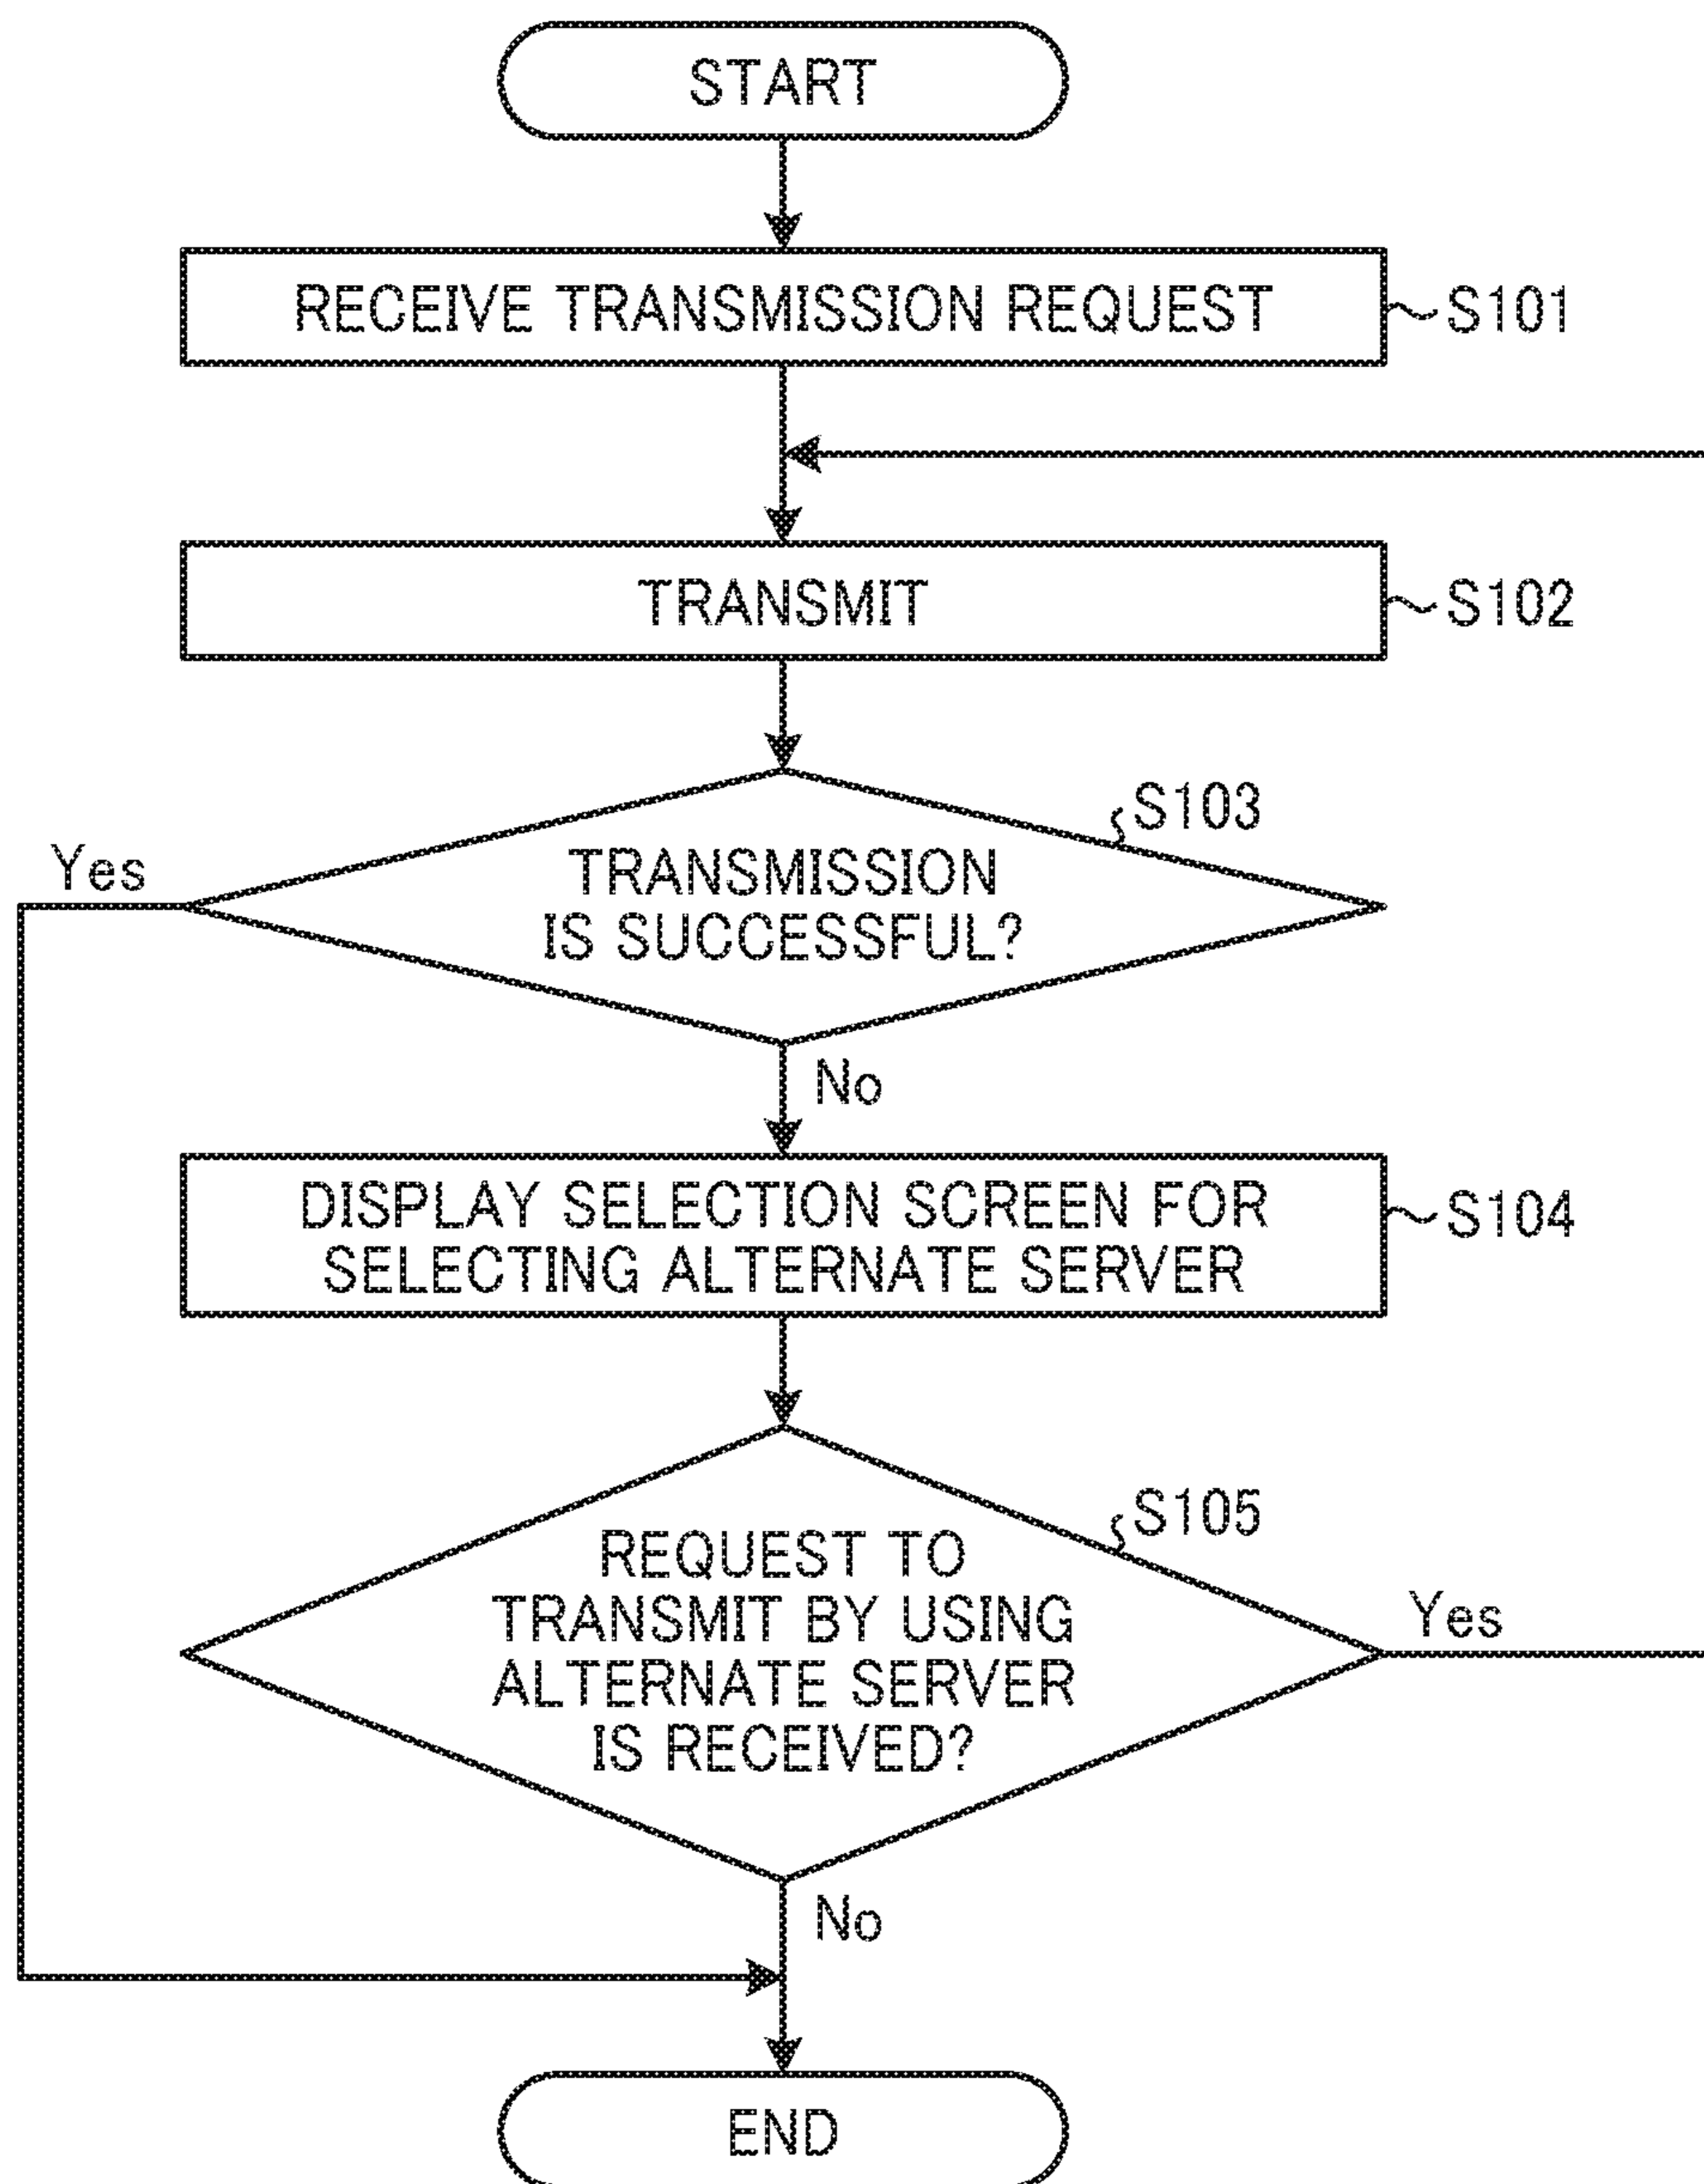 START
RECEIVE TRANSMISSION REQUEST
S101
TRANSMIT
S102
S103
Yes
TRANSMISSION
IS SUCCESSFUL?
No
DISPLAY SELECTION SCREEN FOR
SELECTING ALTERNATE SERVER
S104
S105
REQUEST TO
TRANSMIT BY USING
ALTERNATE SERVER
IS RECEIVED?
Yes
No
END